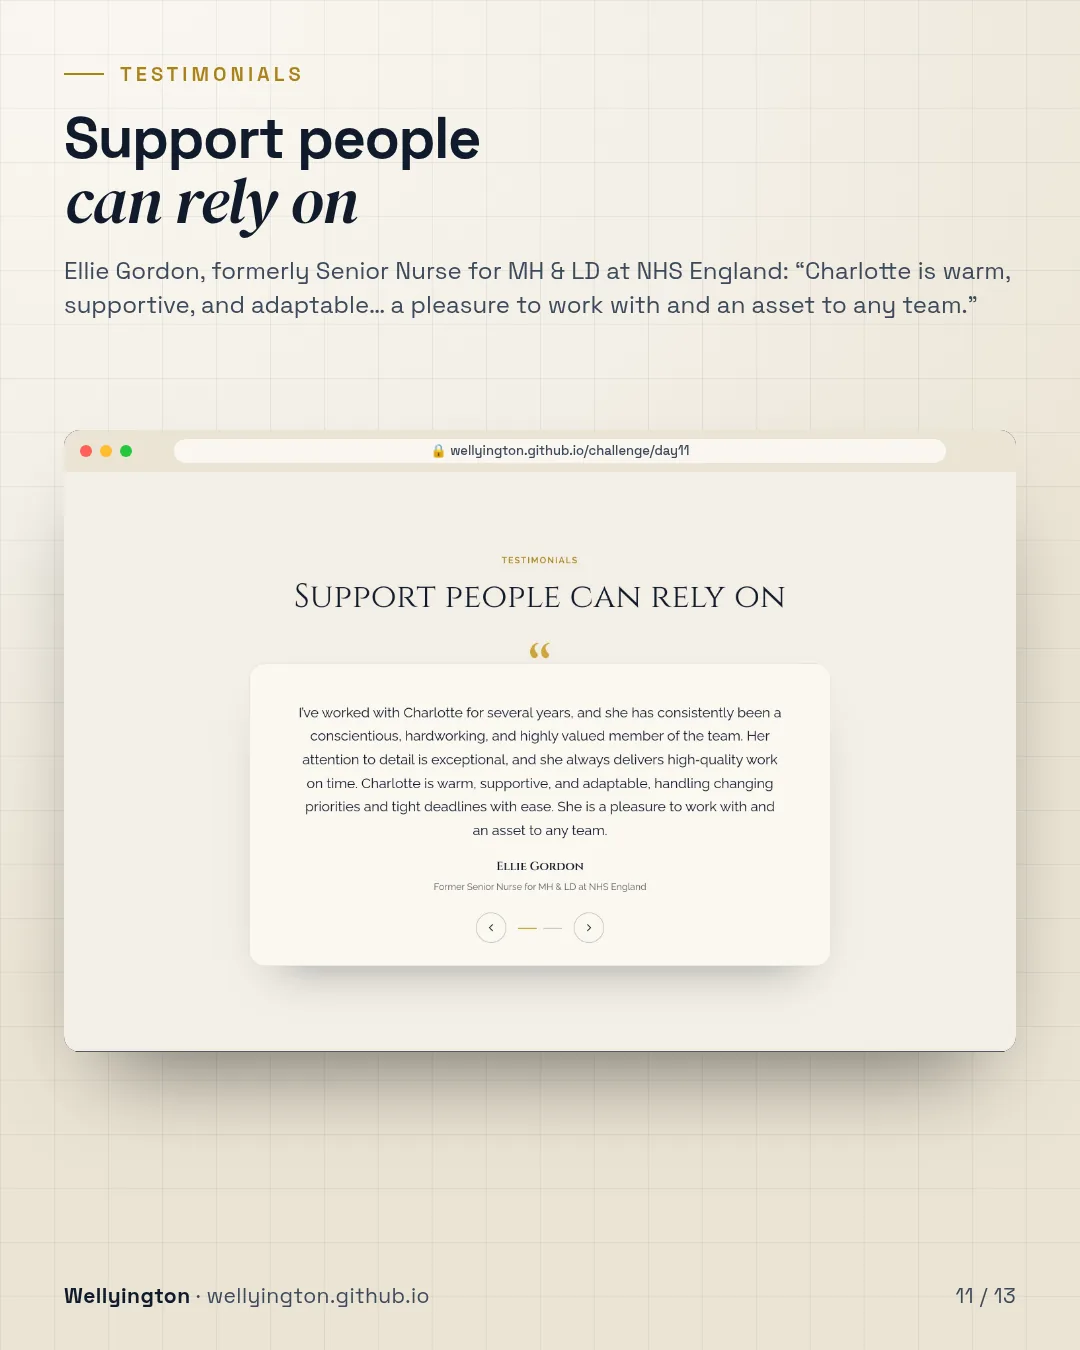 TESTIMONIALS
Support people
can rely on
Ellie Gordon, formerly Senior Nurse for MH & LD at NHS England: “Charlotte is warm,
supportive, and adaptable... a pleasure to work with and an asset to any team.”
🔒 wellyington.github.io/challenge/day11
TESTIMONIALS
Support people can rely on
“
I've worked with Charlotte for several years, and she has consistently been a
conscientious, hardworking, and highly valued member of the team. Her
attention to detail is exceptional, and she always delivers high-quality work
on time. Charlotte is warm, supportive, and adaptable, handling changing
priorities and tight deadlines with ease. She is a pleasure to work with and
an asset to any team.
Ellie Gordon
Former Senior Nurse for MH & LD at NHS England
Wellyington · wellyington.github.io
11 / 13